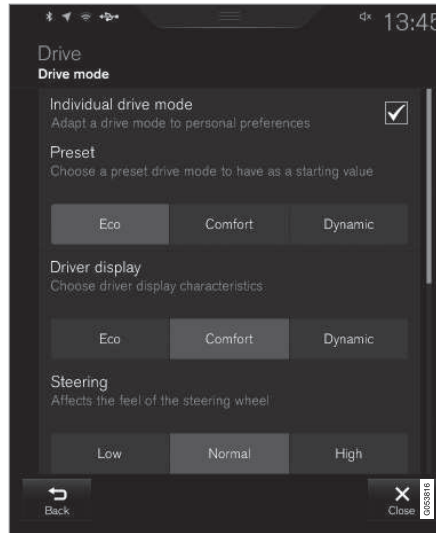 13:45
Drive
Drive mode
Individual drive mode
Adapt a drive mode to personal preferences
Preset
Choose a preset drive mode to have as a starting value
Eco Comfort Dynamic
Driver display
Choose driver display characteristics
Eco Comfort Dynamic
Steering
Affects the feel of the steering wheel
Low Normal High
Back Close
G053816